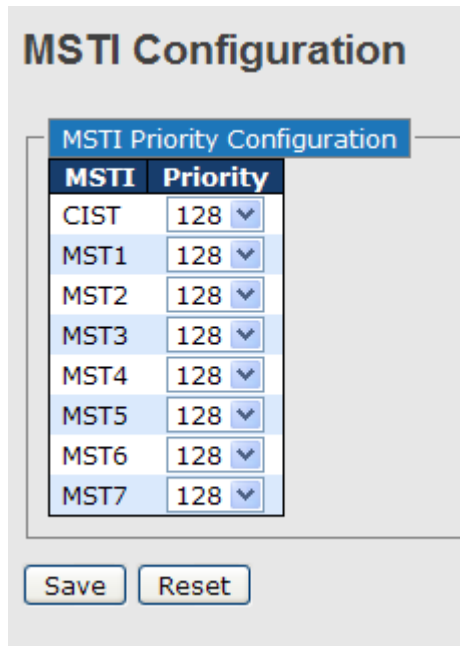 MSTI Configuration
MSTI Priority Configuration
MSTI Priority
CIST 128
MST1 128
MST2 128
MST3 128
MST4 128
MST5 128
MST6 128
MST7 128
Save Reset